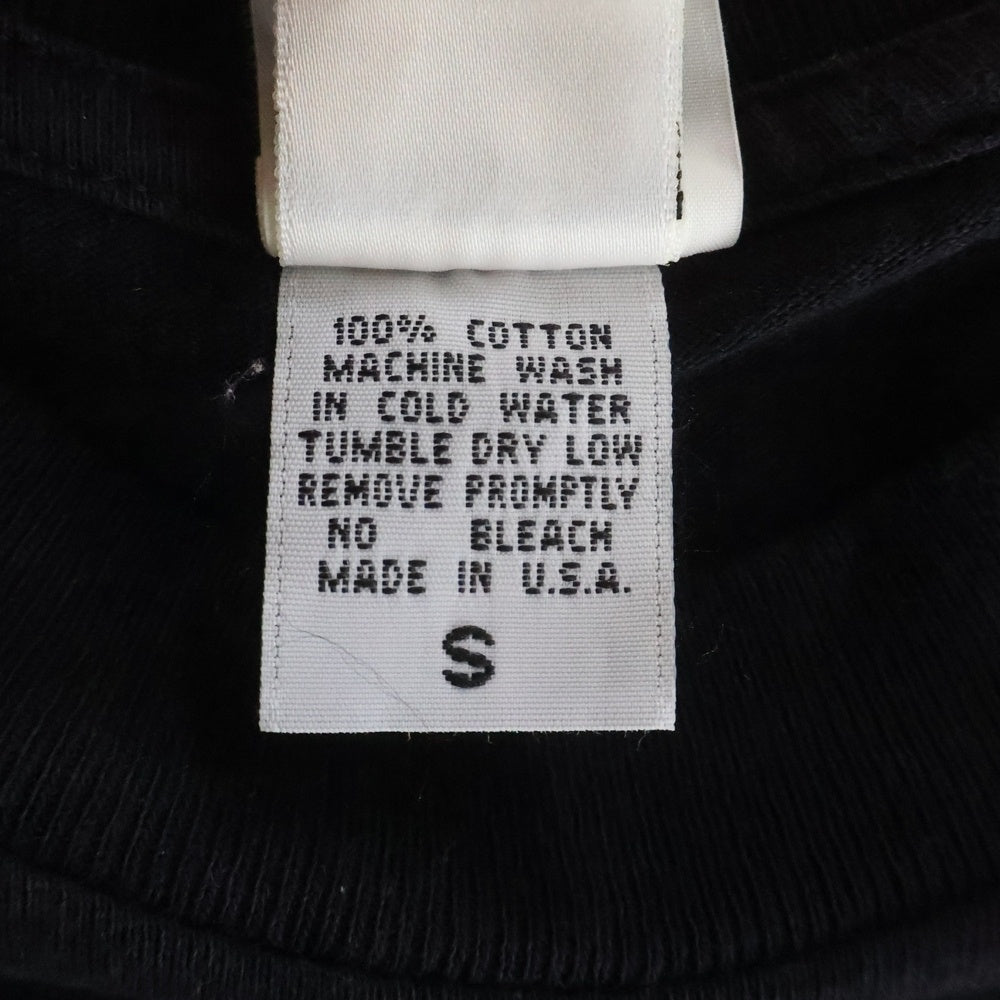 100% COTTON
MACHINE WASH
IN COLD WATER
TUMBLE DRY LOW
REMOVE PROMPTLY
NO BLEACH
MADE IN U.S.A.
S